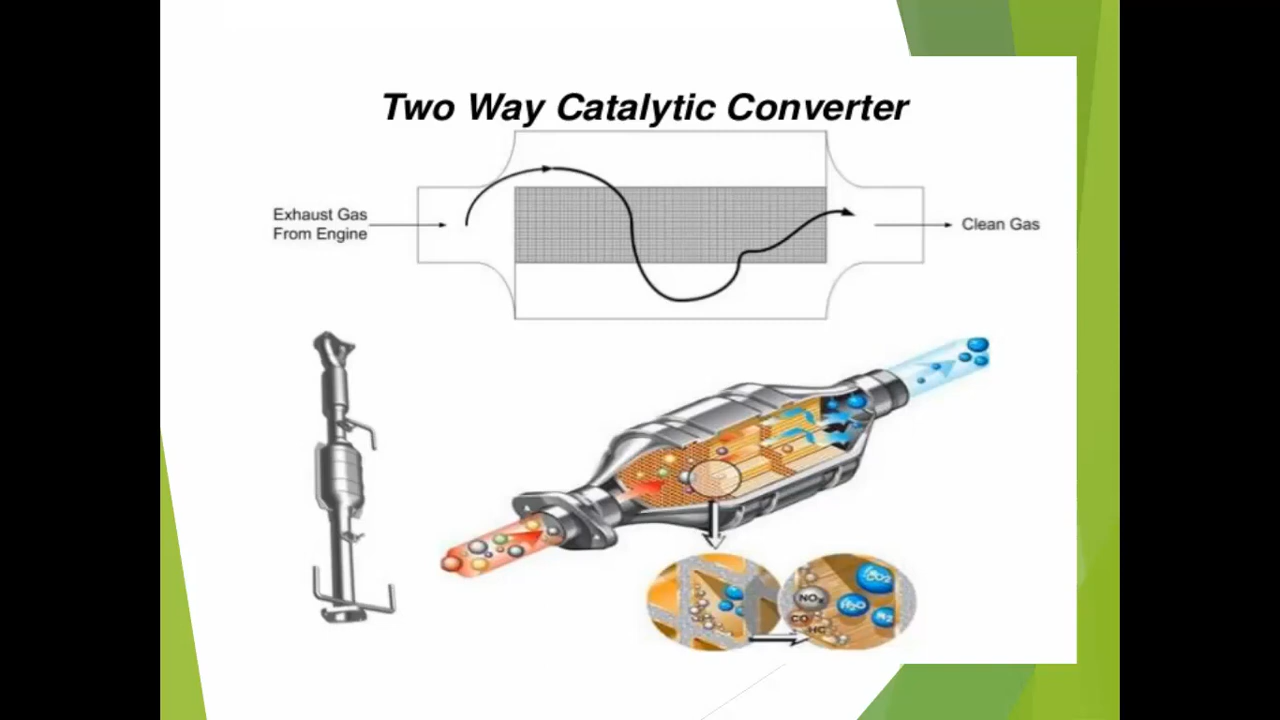 Two Way Catalytic Converter
Exhaust Gas
From Engine
Clean Gas
CO2
NOx
H2O
N2
CO
HC